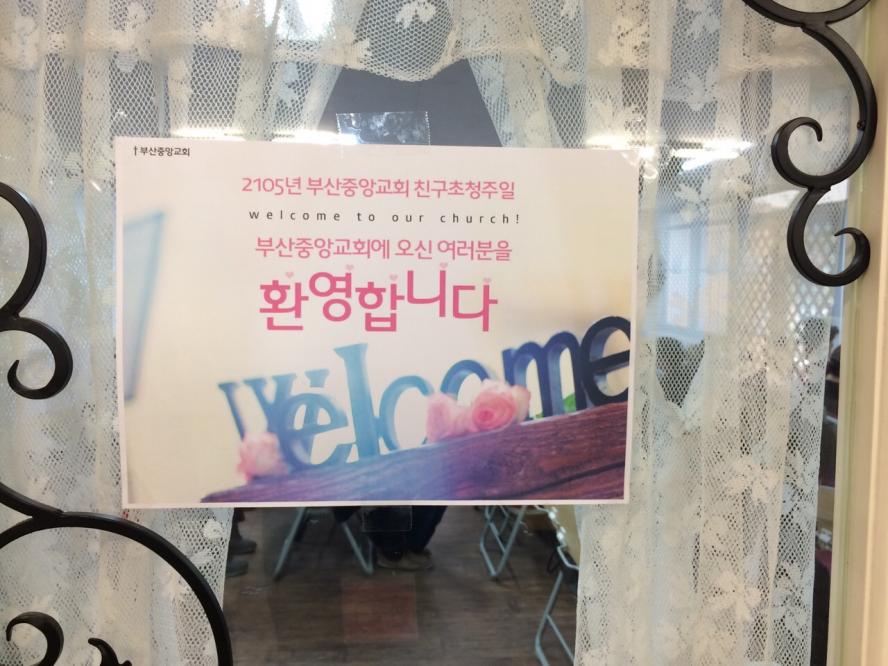 †부산중앙교회
2105년 부산중앙교회 친구초청주일
welcome to our church!
부산중앙교회에 오신 여러분을
환영합니다
welcome